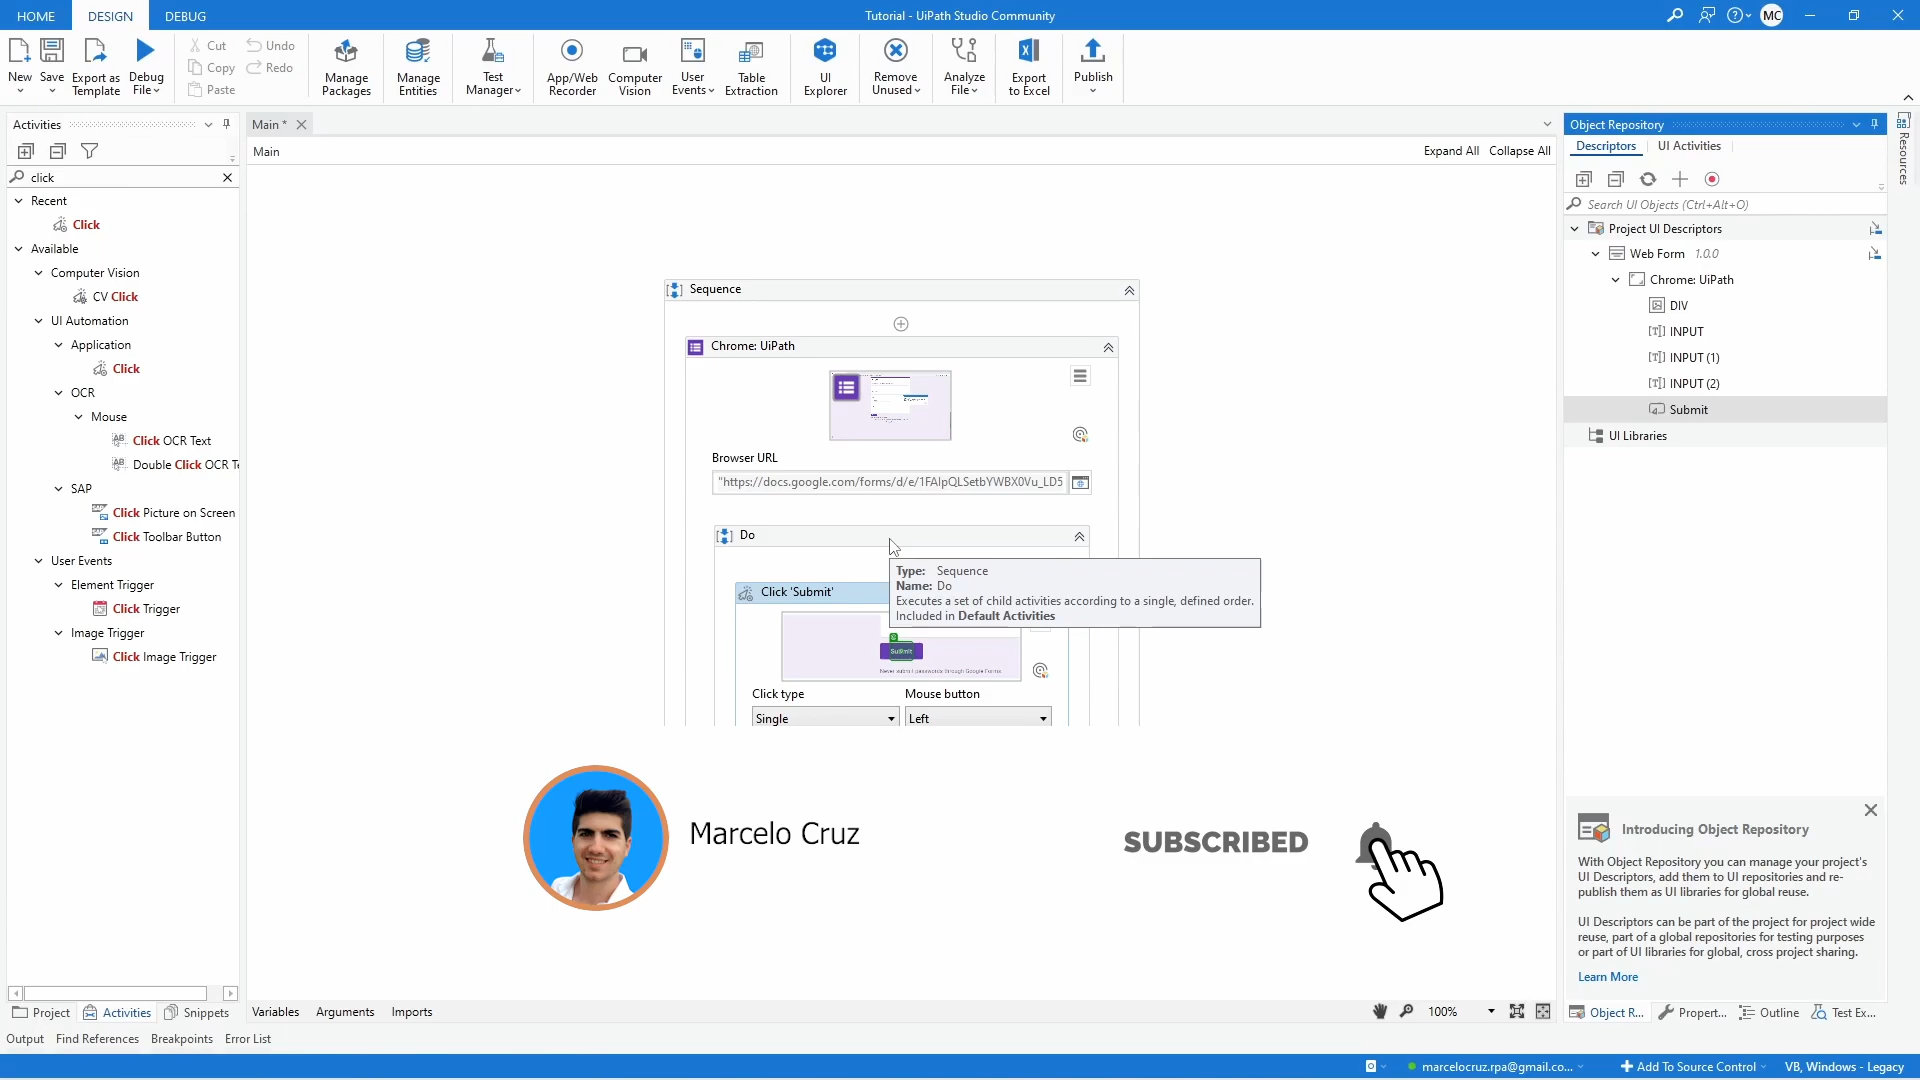 HOME
DESIGN
DEBUG
Tutorial - UiPath Studio Community
MC
New
Save
Export as
Template
Debug
File
Cut
Copy
Paste
Undo
Redo
Manage
Packages
Manage
Entities
Test
Manager
App/Web
Recorder
Computer
Vision
User
Events
Table
Extraction
UI
Explorer
Remove
Unused
Analyze
File
Export
to Excel
Publish
Activities
click
Recent
Click
Available
Computer Vision
CV Click
UI Automation
Application
Click
OCR
Mouse
Click OCR Text
Double Click OCR Te
SAP
Click Picture on Screen
Click Toolbar Button
User Events
Element Trigger
Click Trigger
Image Trigger
Click Image Trigger
Project
Activities
Snippets
Main *
Main
Expand All
Collapse All
Sequence
Chrome: UiPath
Browser URL
"https://docs.google.com/forms/d/e/1FAIpQLSetbYWBX0Vu_LD5
Do
Type: Sequence
Name: Do
Executes a set of child activities according to a single, defined order.
Included in Default Activities
Click 'Submit'
Submit
Never submit passwords through Google Forms.
Click type
Mouse button
Single
Left
Marcelo Cruz
SUBSCRIBED
Variables
Arguments
Imports
100%
Object Repository
Descriptors
UI Activities
Search UI Objects (Ctrl+Alt+O)
Project UI Descriptors
Web Form 1.0.0
Chrome: UiPath
DIV
INPUT
INPUT (1)
INPUT (2)
Submit
UI Libraries
Resources
Introducing Object Repository
With Object Repository you can manage your project's
UI Descriptors, add them to UI repositories and re-
publish them as UI libraries for global reuse.
UI Descriptors can be part of the project for project wide
reuse, part of a global repositories for testing purposes
or part of UI libraries for global, cross project sharing.
Learn More
Object R...
Propert...
Outline
Test Ex...
Output
Find References
Breakpoints
Error List
marcelocruz.rpa@gmail.co...
Add To Source Control
VB, Windows - Legacy